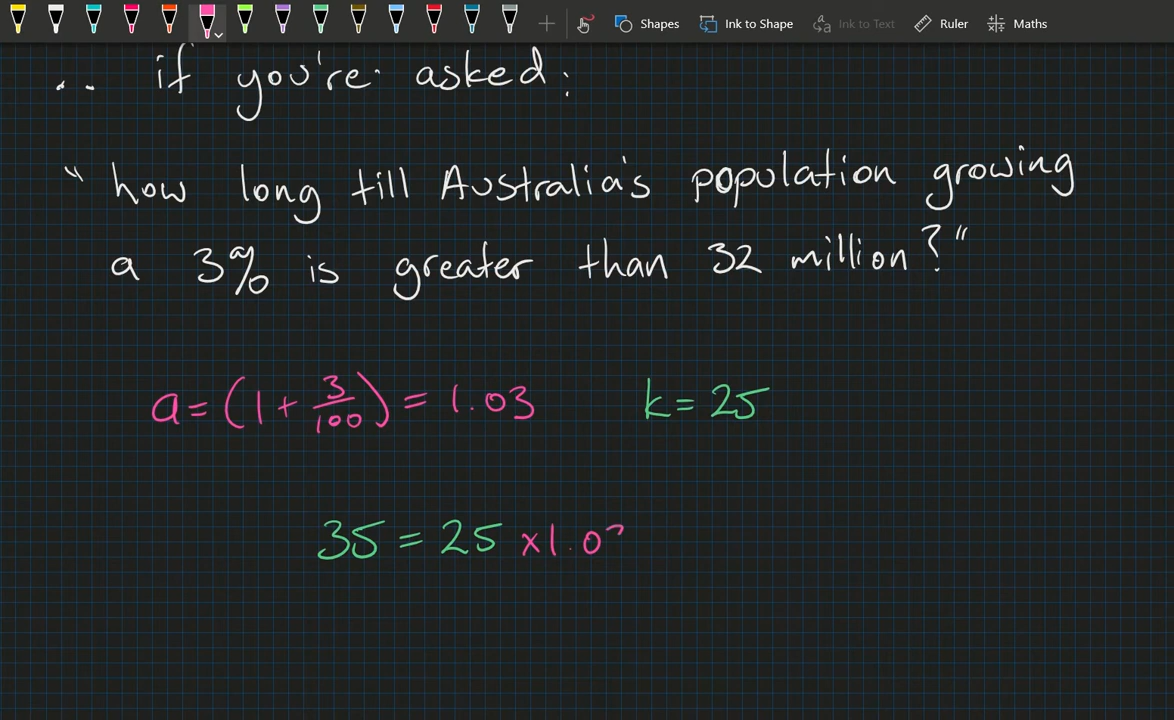 Shapes Ink to Shape Ink to Text Ruler Maths
... if you're asked:
"how long till Australia's population growing
a 3% is greater than 32 million?"
a = (1 + 3/100) = 1.03 k = 25
35 = 25 × 1.0